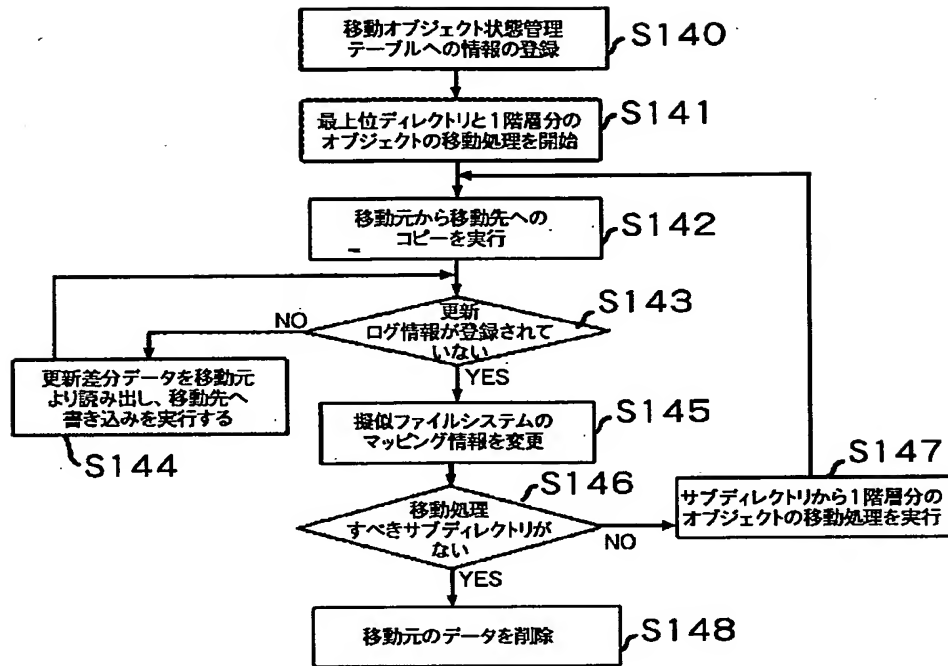 移動オブジェクト状態管理
テーブルへの情報の登録
S140
最上位ディレクトリと1階層分の
オブジェクトの移動処理を開始
S141
移動元から移動先への
コピーを実行
S142
更新
ログ情報が登録されて
いない
S143
NO
YES
更新差分データを移動元
より読み出し、移動先へ
書き込みを実行する
S144
擬似ファイルシステムの
マッピング情報を変更
S145
移動処理
すべきサブディレクトリが
ない
S146
NO
YES
サブディレクトリから1階層分の
オブジェクトの移動処理を実行
S147
移動元のデータを削除
S148